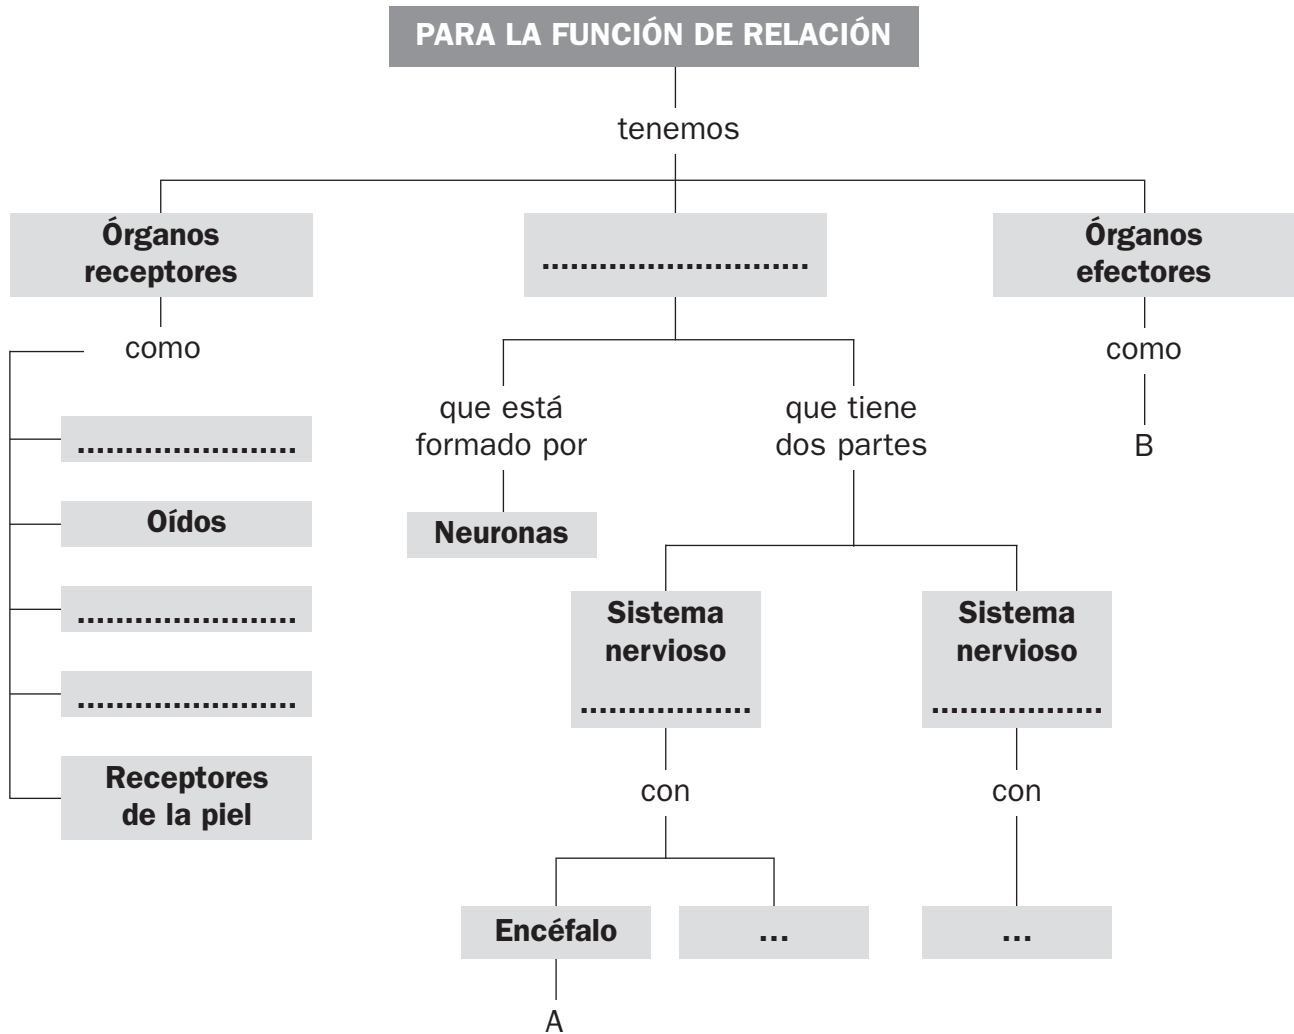 PARA LA FUNCIÓN DE RELACIÓN
tenemos
Órganos
receptores
............................
Órganos
efectores
como
como
que está
formado por
que tiene
dos partes
B
.......................
Oídos
Neuronas
.......................
Sistema
nervioso
..................
Sistema
nervioso
..................
.......................
Receptores
de la piel
con
con
Encéfalo
...
...
A